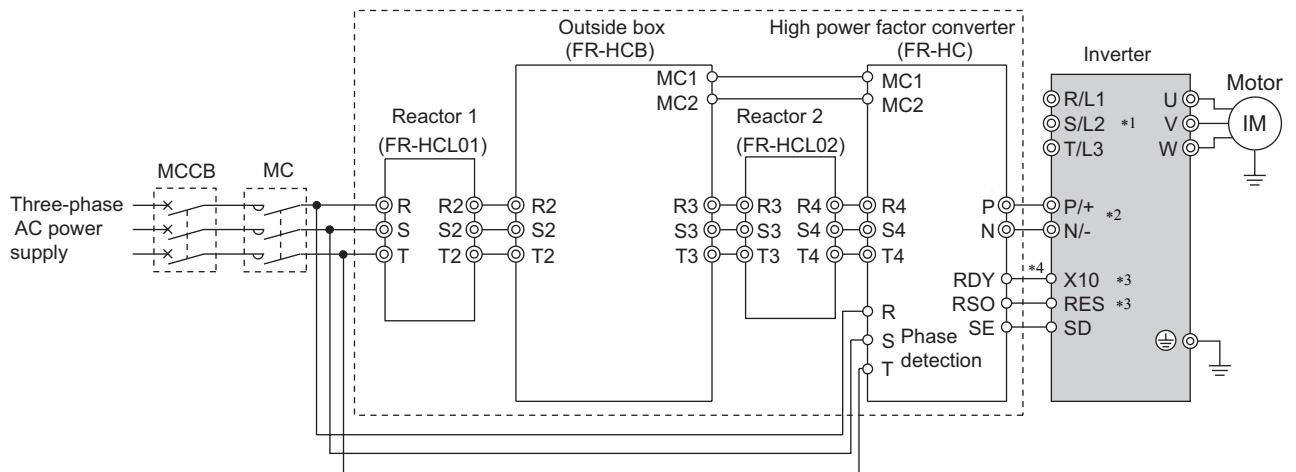 Outside box
(FR-HCB)
High power factor converter
(FR-HC)
Inverter
Motor
MC1
MC2
MC1
MC2
Reactor 1
(FR-HCL01)
Reactor 2
(FR-HCL02)
R/L1
S/L2 *1
T/L3
U
V
W
IM
MCCB
MC
Three-phase
AC power
supply
R
S
T
R2
S2
T2
R2
S2
T2
R3
S3
T3
R3
S3
T3
R4
S4
T4
R4
S4
T4
P
N
P/+
N/-
*2
RDY
RSO
SE
*4
X10 *3
RES *3
SD
R
S
T
Phase
detection